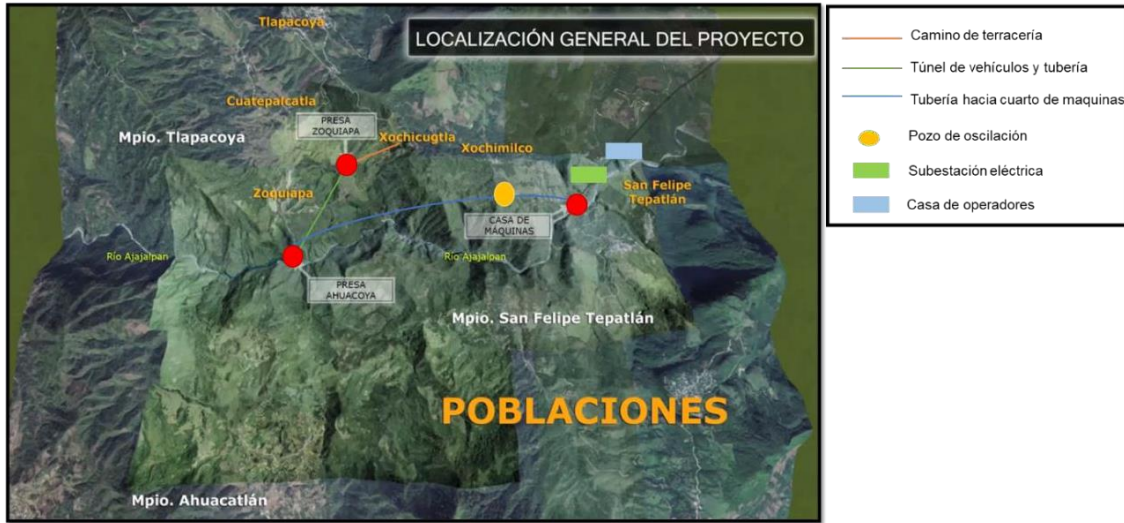 Tlapacoya
LOCALIZACIÓN GENERAL DEL PROYECTO
Cuatepalcatla
PRESA
ZOQUIAPA
Mpio. Tlapacoya
Xochicugtla
Xochimilco
Zoquiapa
San Felipe
Tepatlán
CASA DE
MÁQUINAS
Río Ajajalpan
Río Ajajalpan
PRESA
AHUACOYA
Mpio. San Felipe Tepatlán
POBLACIONES
Mpio. Ahuacatlán
Camino de terracería
Túnel de vehículos y tubería
Tubería hacia cuarto de maquinas
Pozo de oscilación
Subestación eléctrica
Casa de operadores